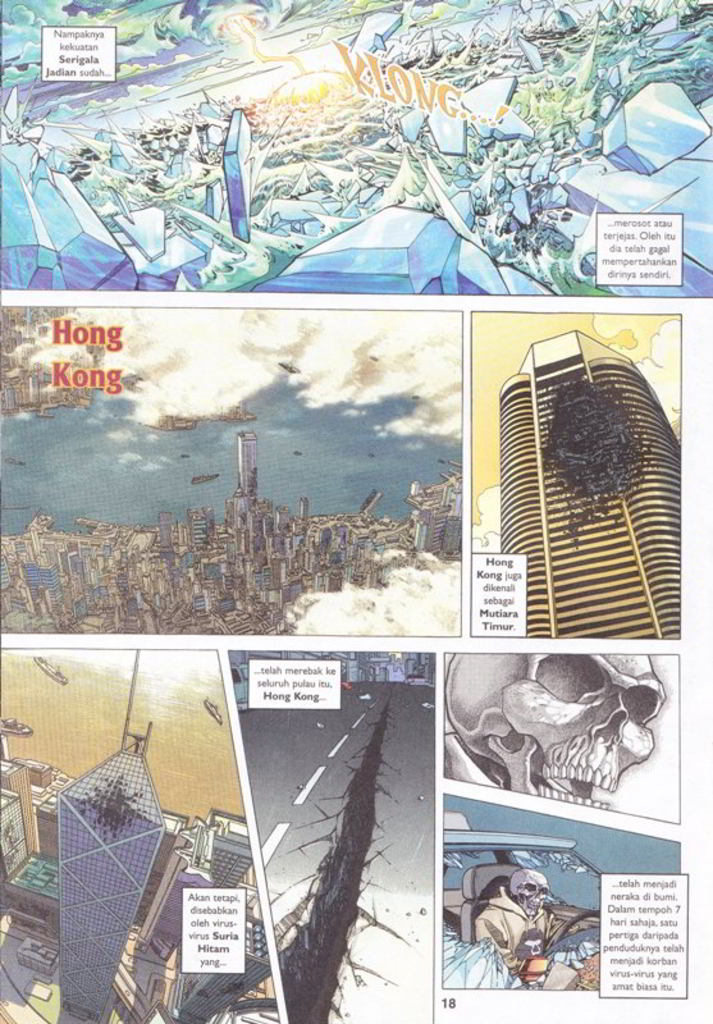 Nampaknya
kekuatan
Serigala
Jadian sudah...
KLONG...!
...merosot atau
terjejas. Oleh itu
dia telah gagal
mempertahankan
dirinya sendiri.
Hong
Kong
Hong
Kong juga
dikenali
sebagai
Mutiara
Timur.
Akan tetapi,
disebabkan
oleh virus-
virus Suria
Hitam
yang...
...telah merebak ke
seluruh pulau itu,
Hong Kong...
...telah menjadi
neraka di bumi.
Dalam tempoh 7
hari sahaja, satu
pertiga daripada
penduduknya telah
menjadi korban
virus-virus yang
amat biasa itu.
18